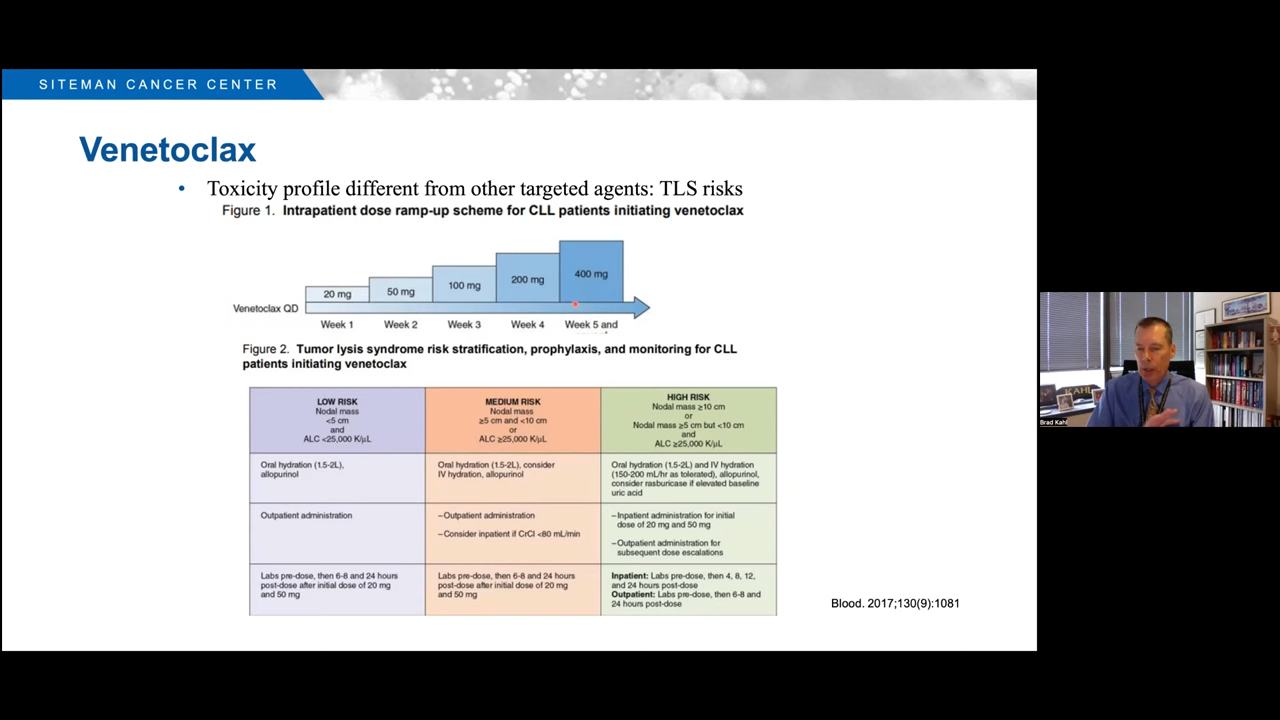 SITEMAN CANCER CENTER
Venetoclax
• Toxicity profile different from other targeted agents: TLS risks
Figure 1. Intrapatient dose ramp-up scheme for CLL patients initiating venetoclax
20 mg
50 mg
100 mg
200 mg
400 mg
Venetoclax QD
Week 1
Week 2
Week 3
Week 4
Week 5 and
Figure 2. Tumor lysis syndrome risk stratification, prophylaxis, and monitoring for CLL
patients initiating venetoclax
LOW RISK
Nodal mass
<5 cm
and
ALC <25,000 K/µL
MEDIUM RISK
Nodal mass
≥5 cm and <10 cm
or
ALC ≥25,000 K/µL
HIGH RISK
Nodal mass ≥10 cm
or
Nodal mass ≥5 cm but <10 cm
and
ALC ≥25,000 K/µL
Oral hydration (1.5-2L),
allopurinol
Oral hydration (1.5-2L), consider
IV hydration, allopurinol
Oral hydration (1.5-2L) and IV hydration
(150-200 mL/hr as tolerated), allopurinol,
consider rasburicase if elevated baseline
uric acid
Outpatient administration
–Outpatient administration
–Consider inpatient if CrCl <80 mL/min
–Inpatient administration for initial
dose of 20 mg and 50 mg
–Outpatient administration for
subsequent dose escalations
Labs pre-dose, then 6-8 and 24 hours
post-dose after initial dose of 20 mg
and 50 mg
Labs pre-dose, then 6-8 and 24 hours
post-dose after initial dose of 20 mg
and 50 mg
Inpatient: Labs pre-dose, then 4, 8, 12,
and 24 hours post-dose
Outpatient: Labs pre-dose, then 6-8 and
24 hours post-dose
Blood. 2017;130(9):1081
KAHL
Brad Kahl